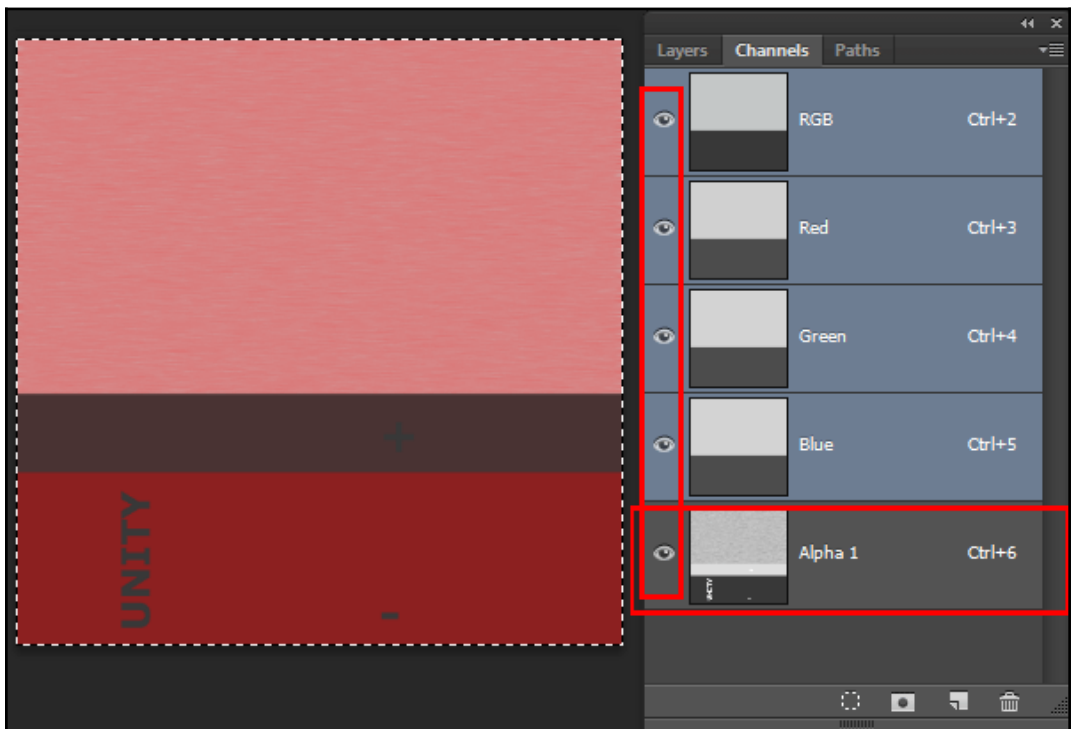 Layers Channels Paths
RGB Ctrl+2
Red Ctrl+3
Green Ctrl+4
Blue Ctrl+5
Alpha 1 Ctrl+6
+
UNITY
-